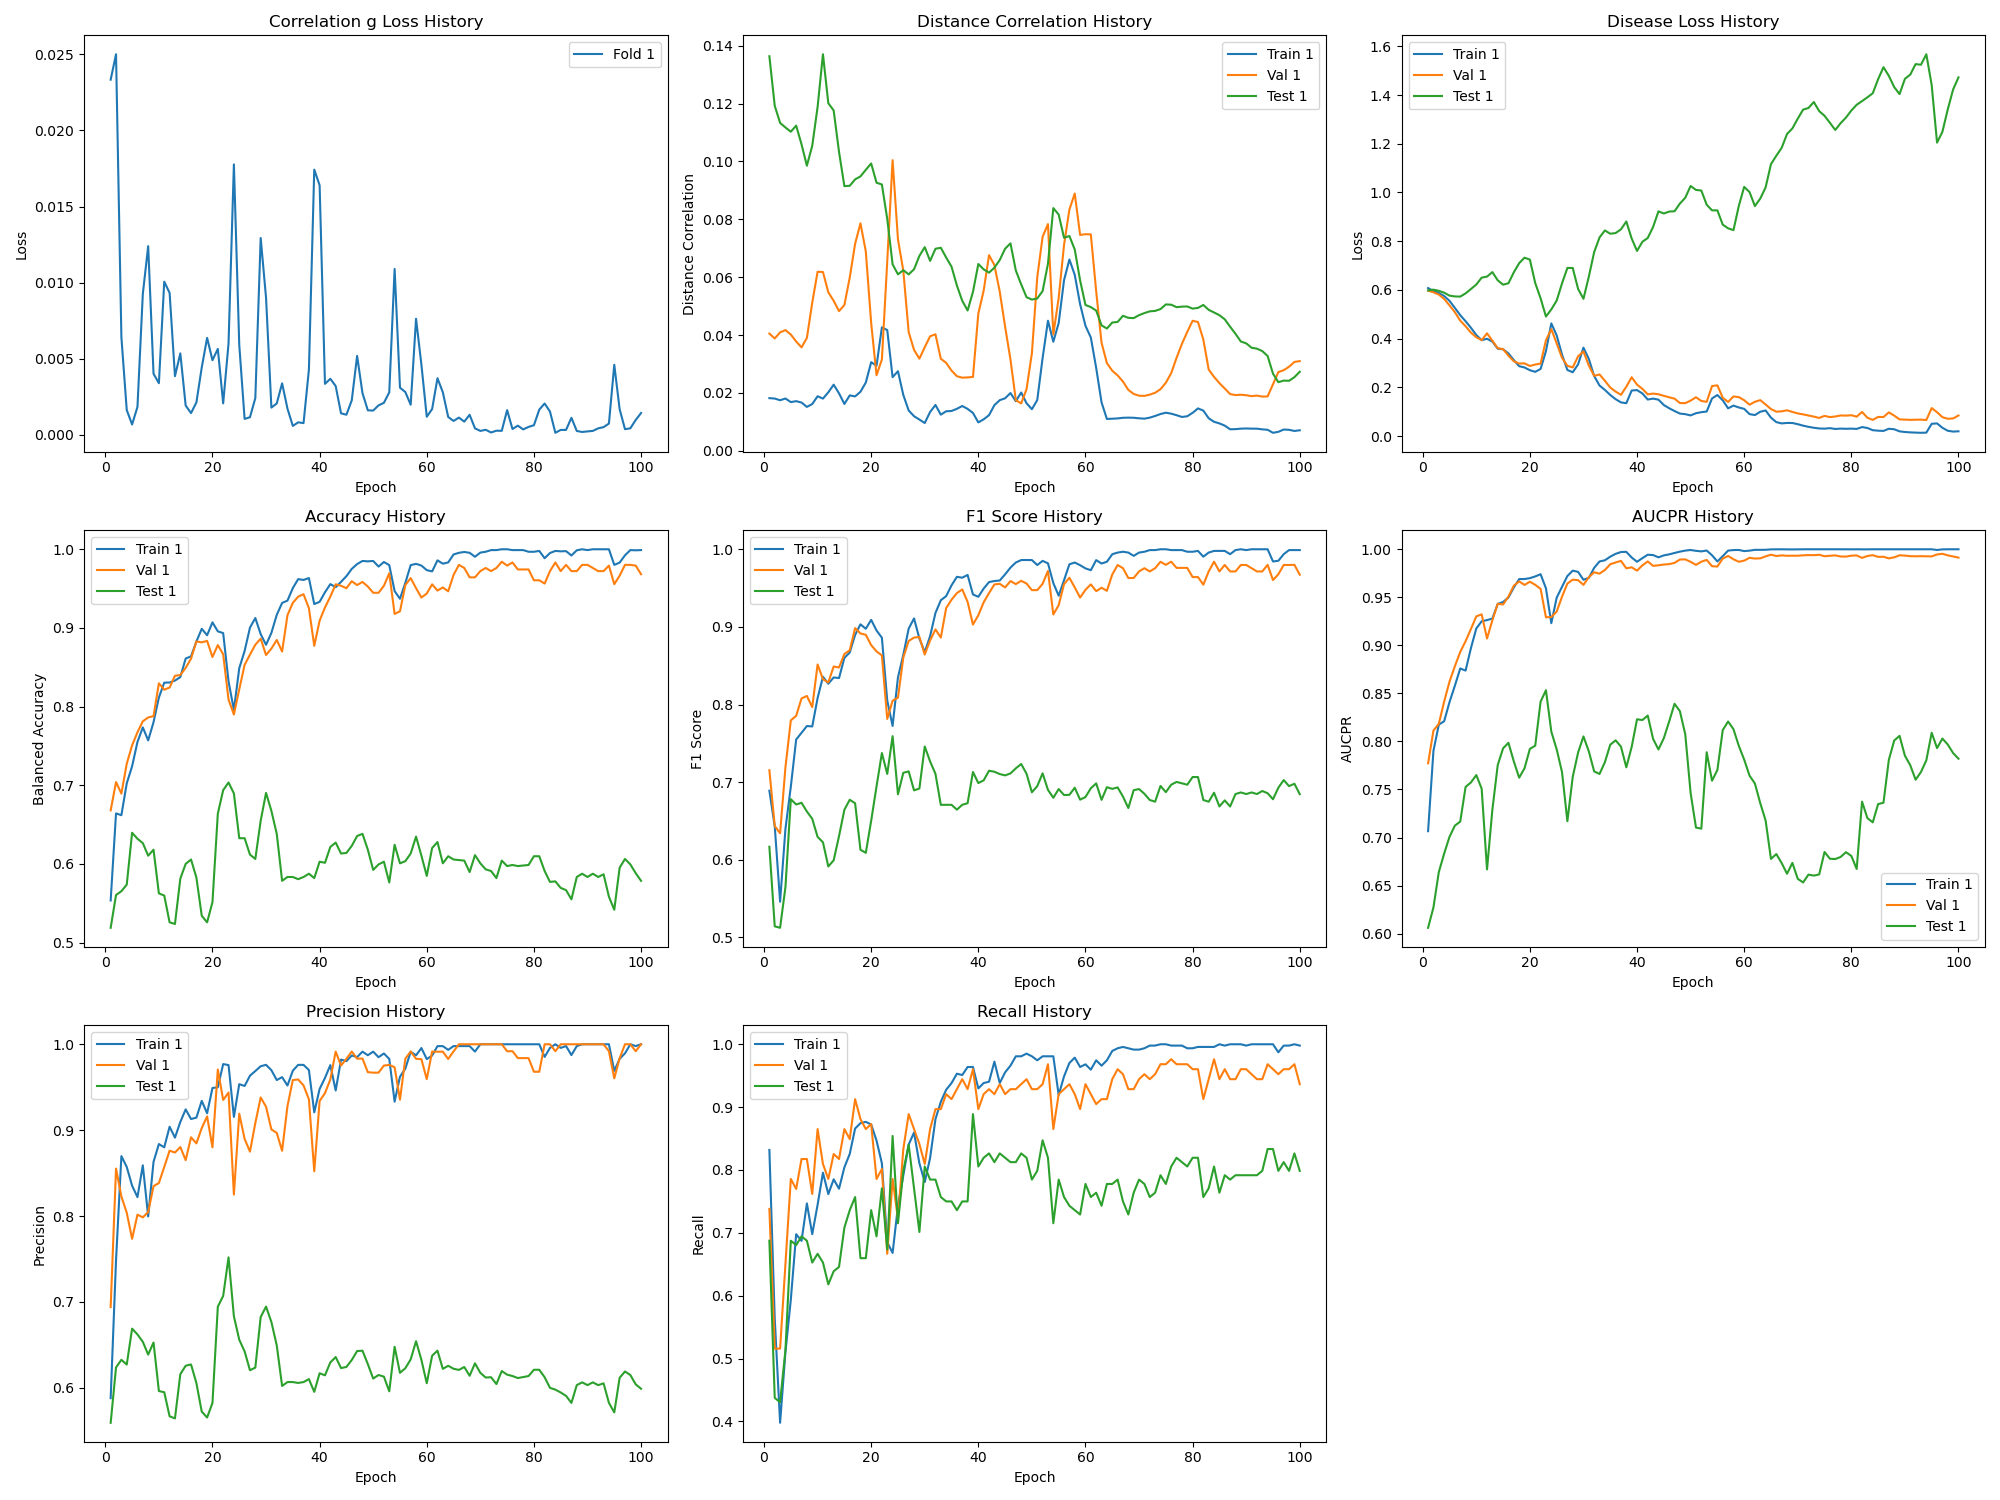 Correlation g Loss History
Fold 1
0.025
0.020
0.015
0.010
0.005
0.000
Loss
0 20 40 60 80 100
Epoch
Distance Correlation History
Train 1
Val 1
Test 1
0.14
0.12
0.10
0.08
0.06
0.04
0.02
0.00
Distance Correlation
0 20 40 60 80 100
Epoch
Disease Loss History
Train 1
Val 1
Test 1
1.6
1.4
1.2
1.0
0.8
0.6
0.4
0.2
0.0
Loss
0 20 40 60 80 100
Epoch
Accuracy History
Train 1
Val 1
Test 1
1.0
0.9
0.8
0.7
0.6
0.5
Balanced Accuracy
0 20 40 60 80 100
Epoch
F1 Score History
Train 1
Val 1
Test 1
1.0
0.9
0.8
0.7
0.6
0.5
F1 Score
0 20 40 60 80 100
Epoch
AUCPR History
1.00
0.95
0.90
0.85
0.80
0.75
0.70
0.65
0.60
AUCPR
Train 1
Val 1
Test 1
0 20 40 60 80 100
Epoch
Precision History
Train 1
Val 1
Test 1
1.0
0.9
0.8
0.7
0.6
Precision
0 20 40 60 80 100
Epoch
Recall History
Train 1
Val 1
Test 1
1.0
0.9
0.8
0.7
0.6
0.5
0.4
Recall
0 20 40 60 80 100
Epoch